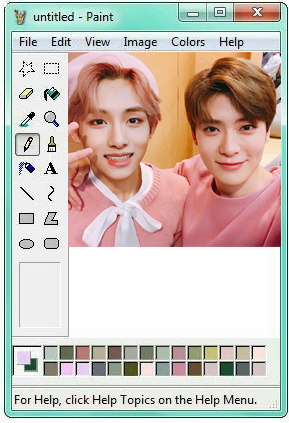 untitled - Paint
File Edit View Image Colors Help
A
For Help, click Help Topics on the Help Menu.